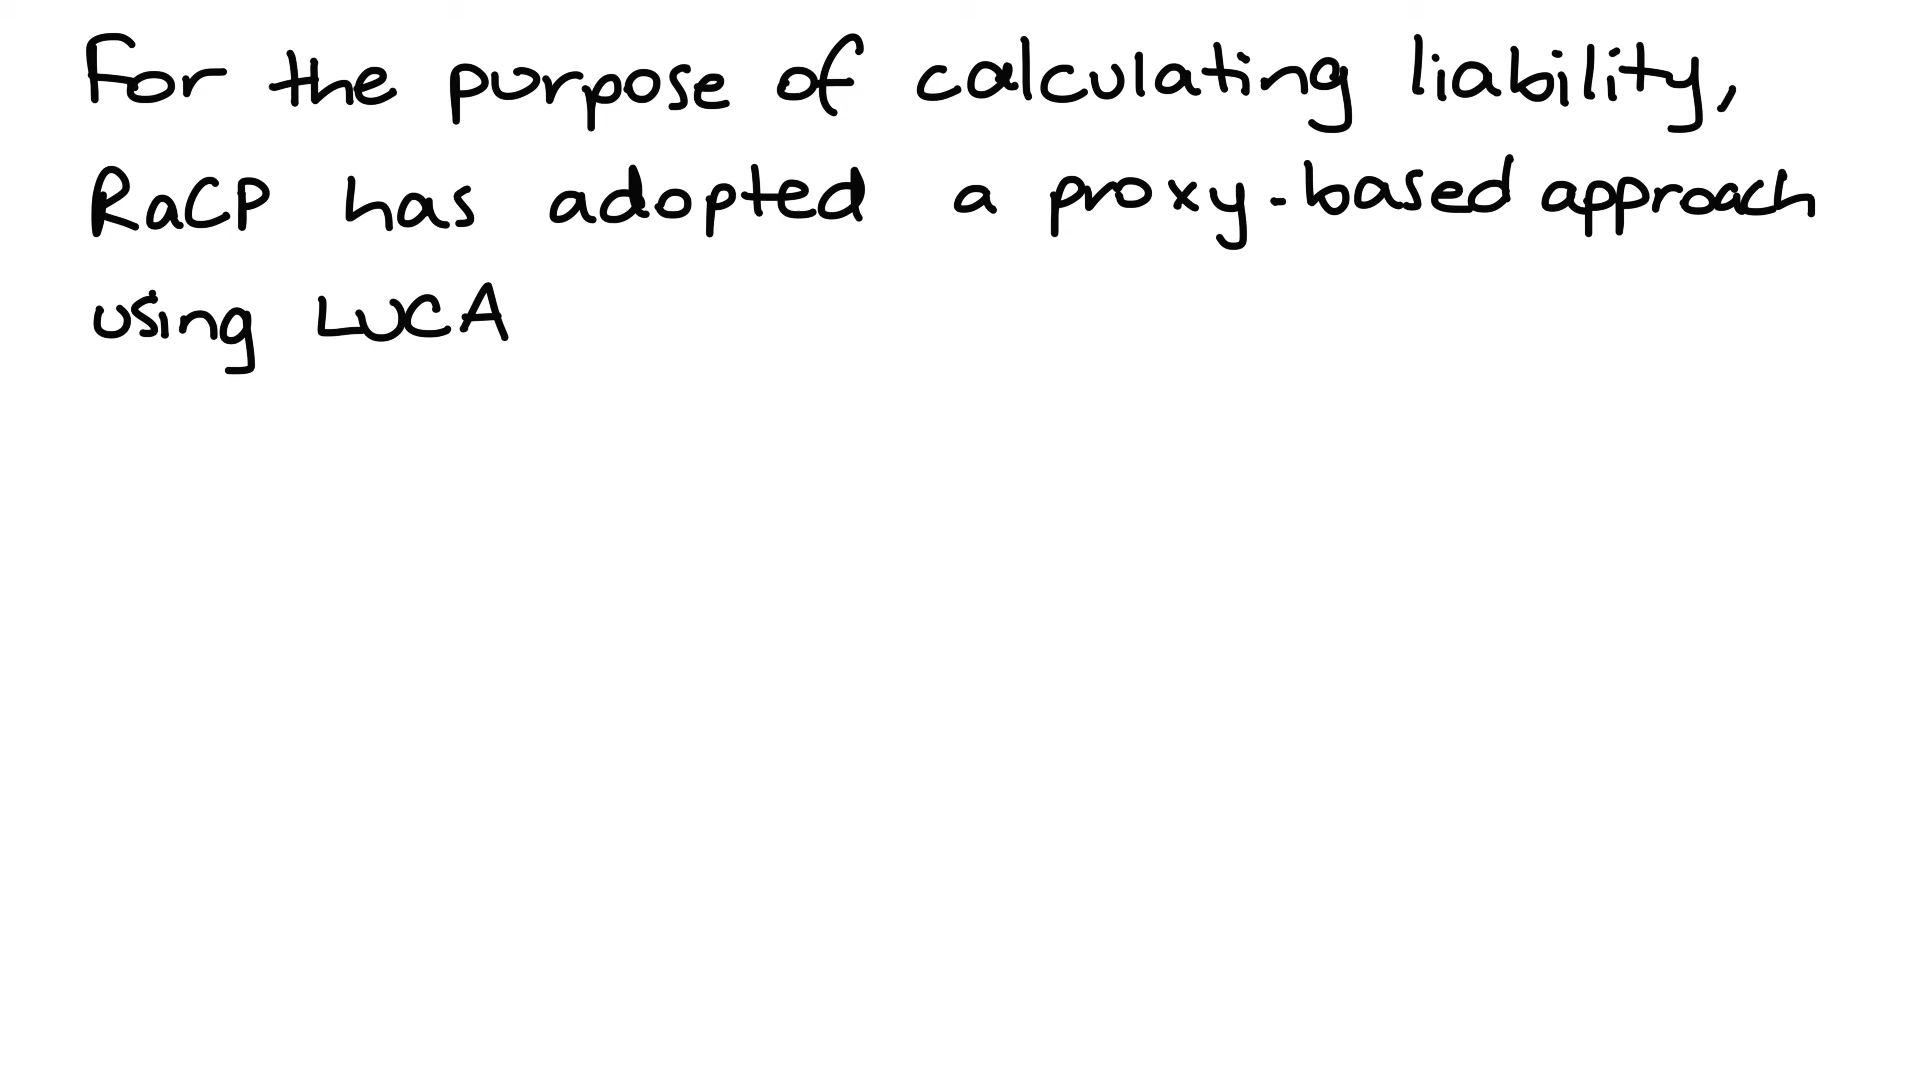 For the purpose of calculating liability,
RaCP has adopted a proxy-based approach
using LUCA